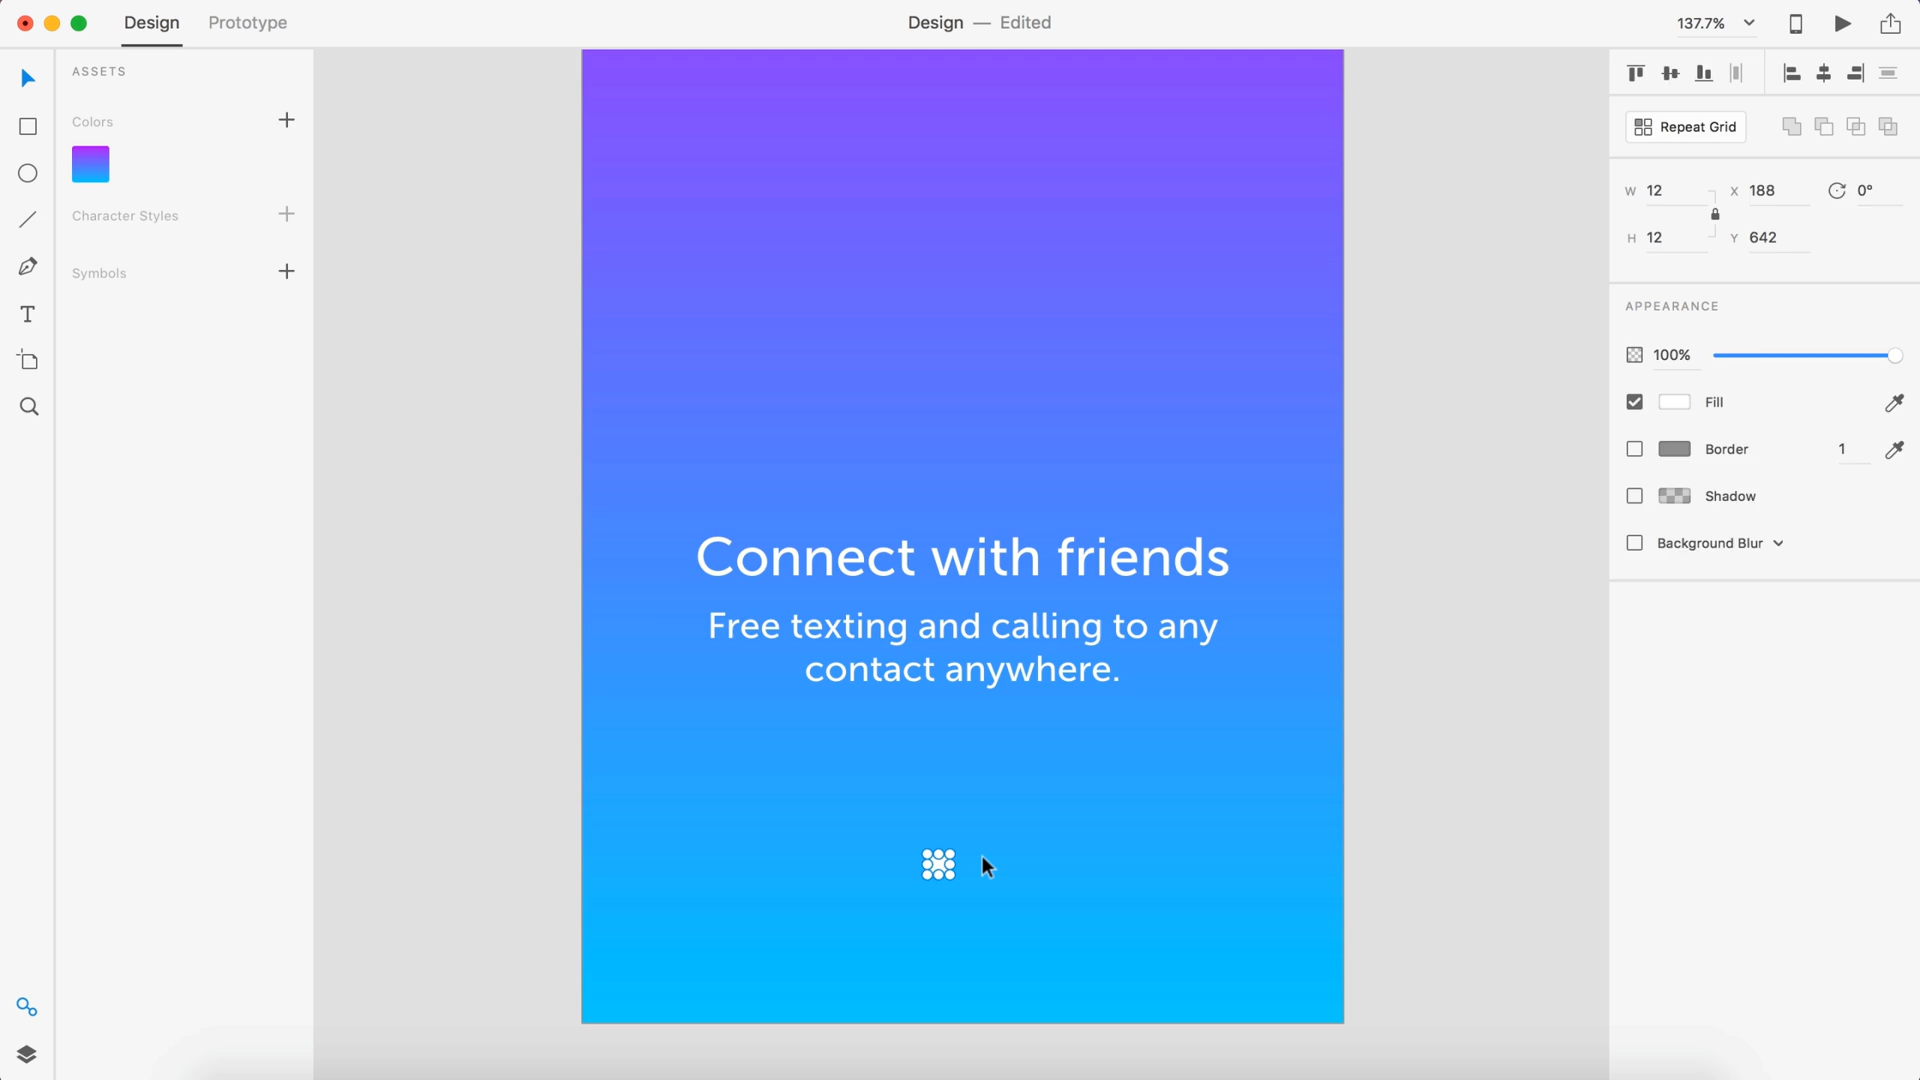 Design
Prototype
Design — Edited
137.7%
ASSETS
Colors
Character Styles
Symbols
Connect with friends
Free texting and calling to any
contact anywhere.
Repeat Grid
W 12
X 188
0°
H 12
Y 642
APPEARANCE
100%
Fill
Border
1
Shadow
Background Blur